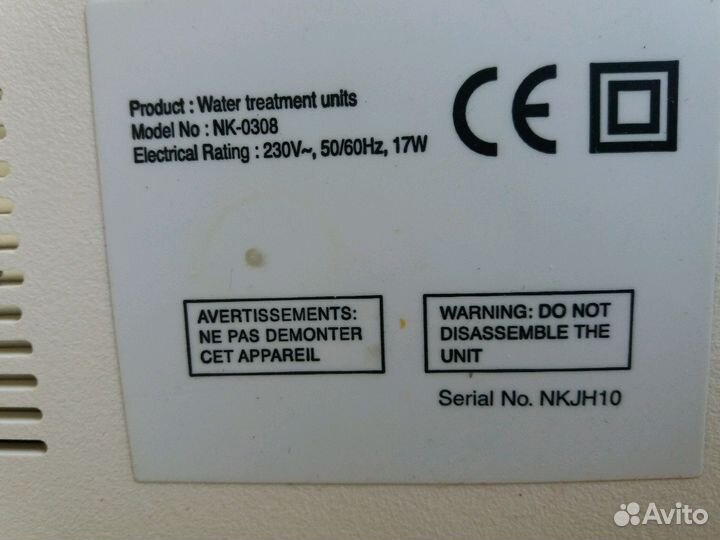 Product : Water treatment units
Model No : NK-0308
Electrical Rating : 230V~, 50/60Hz, 17W
CE
AVERTISSEMENTS:
NE PAS DEMONTER
CET APPAREIL
WARNING: DO NOT
DISASSEMBLE THE
UNIT
Serial No. NKJH10
Avito